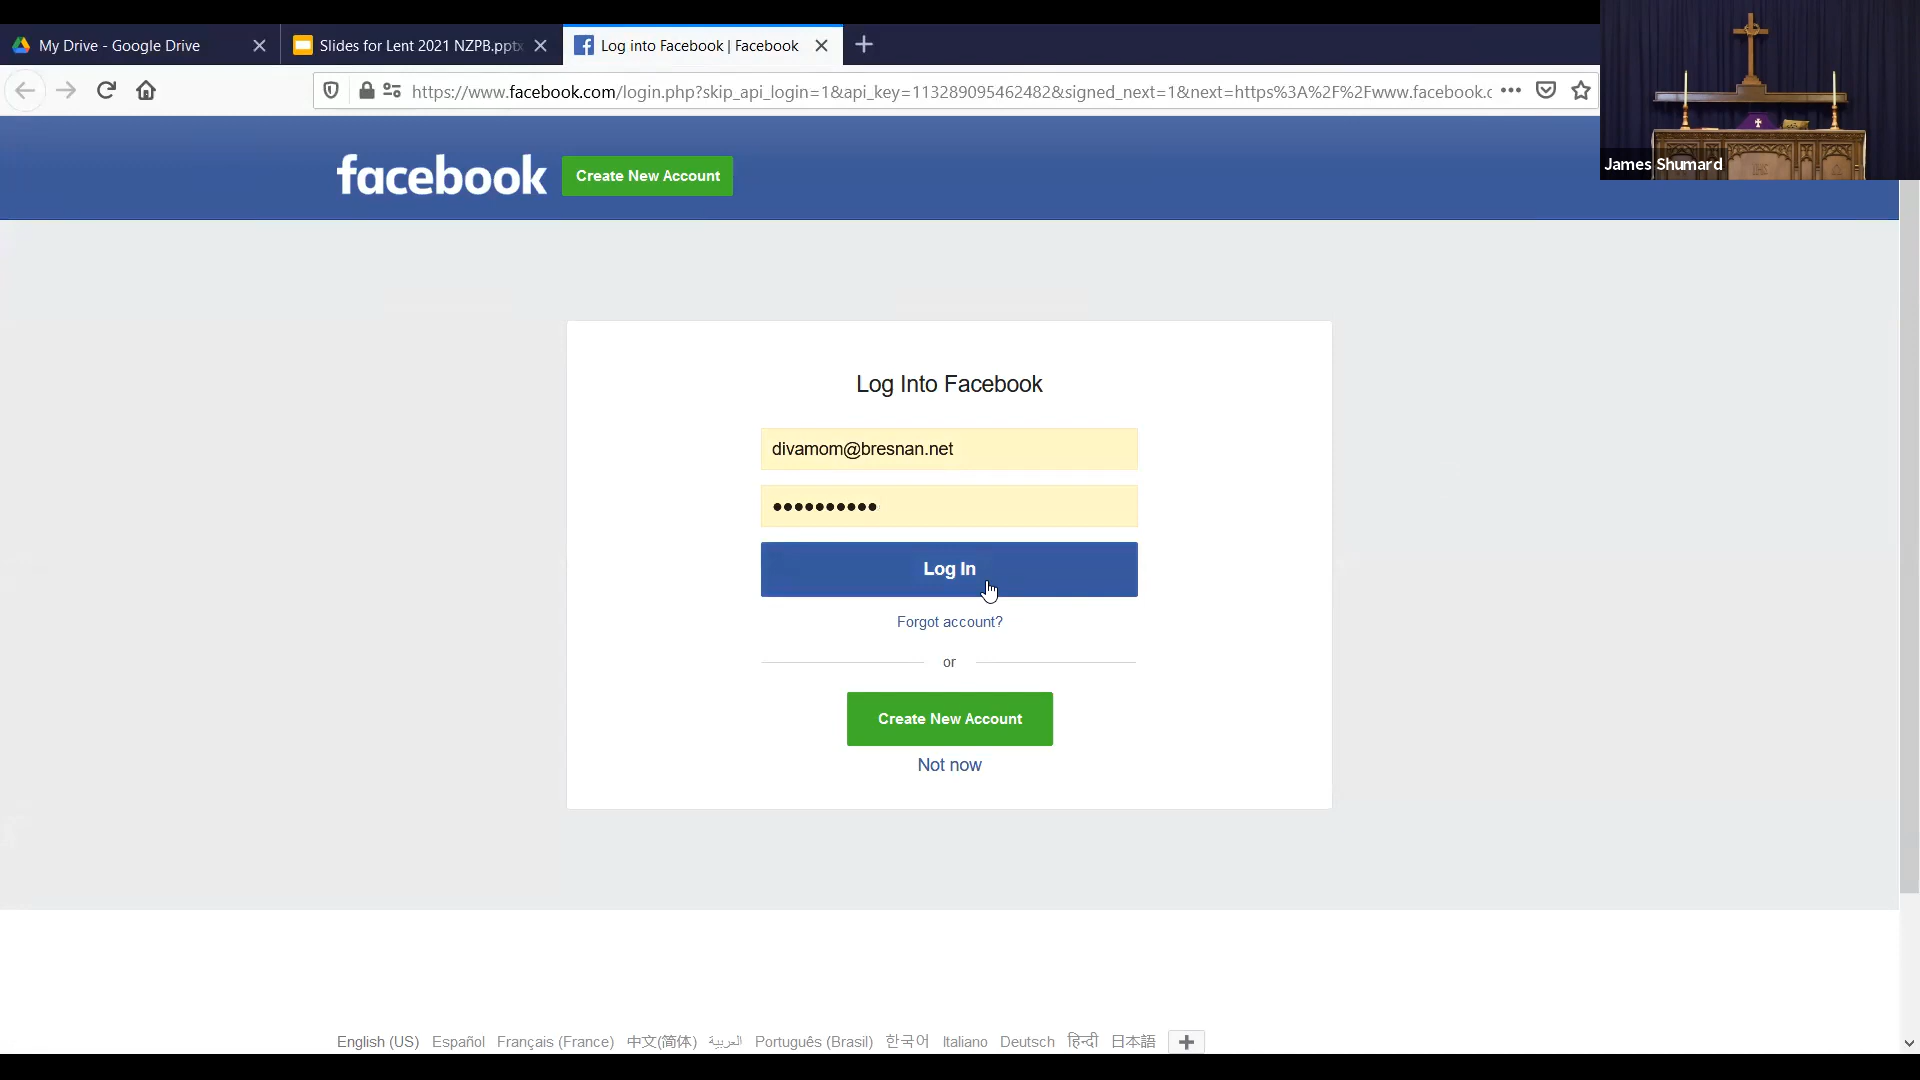 My Drive - Google Drive
Slides for Lent 2021 NZPB.pptx
Log into Facebook | Facebook
https://www.facebook.com/login.php?skip_api_login=1&api_key=113289095462482&signed_next=1&next=https%3A%2F%2Fwww.facebook.c
James Shumard
facebook
Create New Account
Log Into Facebook
divamom@bresnan.net
Log In
Forgot account?
or
Create New Account
Not now
English (US) Español Français (France) 中文(简体) العربية Português (Brasil) 한국어 Italiano Deutsch हिन्दी 日本語